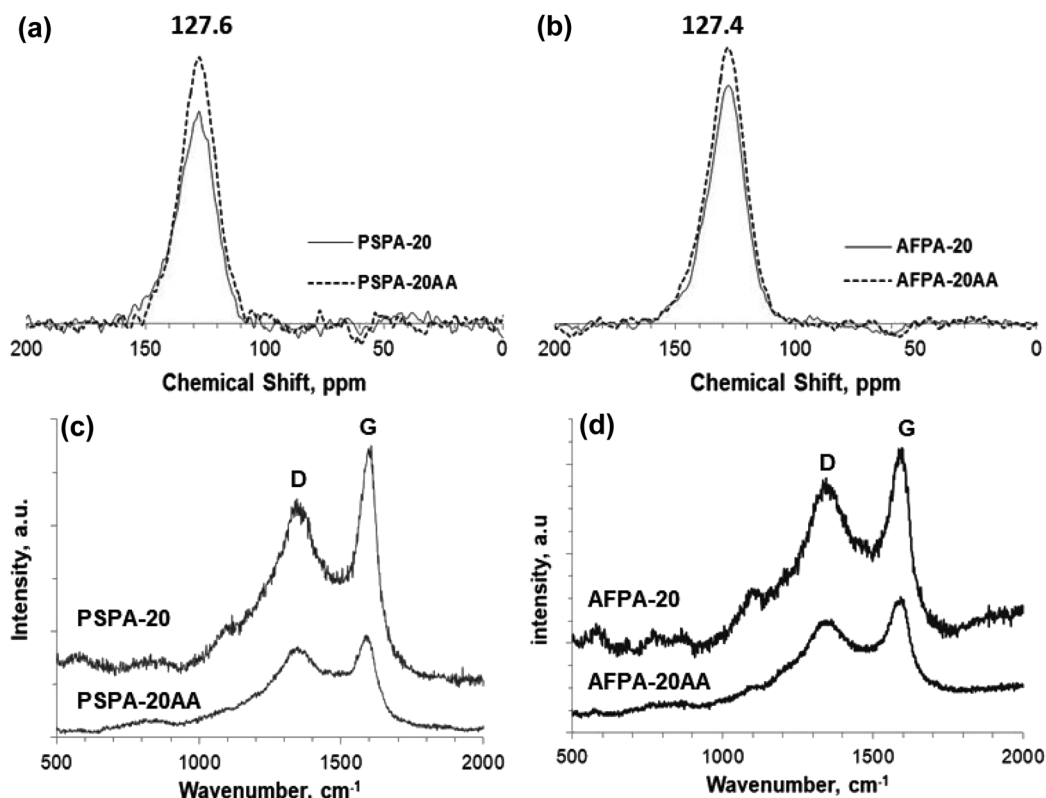 (a)
127.6
PSPA-20
PSPA-20AA
200 150 100 50 0
Chemical Shift, ppm
(b)
127.4
AFPA-20
AFPA-20AA
200 150 100 50 0
Chemical Shift, ppm
(c)
G
D
Intensity, a.u.
PSPA-20
PSPA-20AA
500 1000 1500 2000
Wavenumber, cm-1
(d)
G
D
intensity, a.u
AFPA-20
AFPA-20AA
500 1000 1500 2000
Wavenumber, cm-1